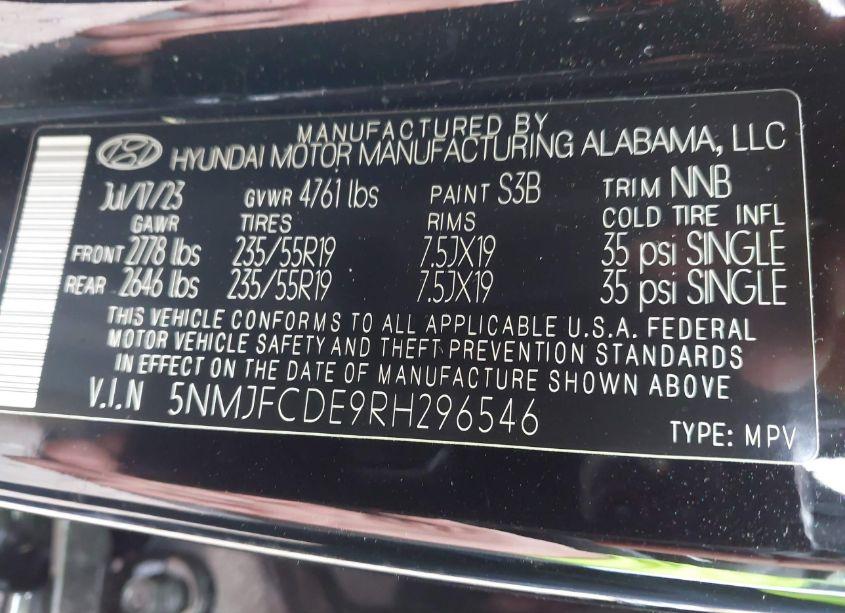 MANUFACTURED BY
HYUNDAI MOTOR MANUFACTURING ALABAMA, LLC
Jul/17/23 GVWR 4761 lbs PAINT S3B TRIM NNB
GAWR TIRES RIMS COLD TIRE INFL
FRONT 2778 lbs 235/55R19 7.5JX19 35 psi SINGLE
REAR 2646 lbs 235/55R19 7.5JX19 35 psi SINGLE
THIS VEHICLE CONFORMS TO ALL APPLICABLE U.S.A. FEDERAL
MOTOR VEHICLE SAFETY AND THEFT PREVENTION STANDARDS
IN EFFECT ON THE DATE OF MANUFACTURE SHOWN ABOVE
V.I.N 5NMJFCDE9RH296546
TYPE: MPV